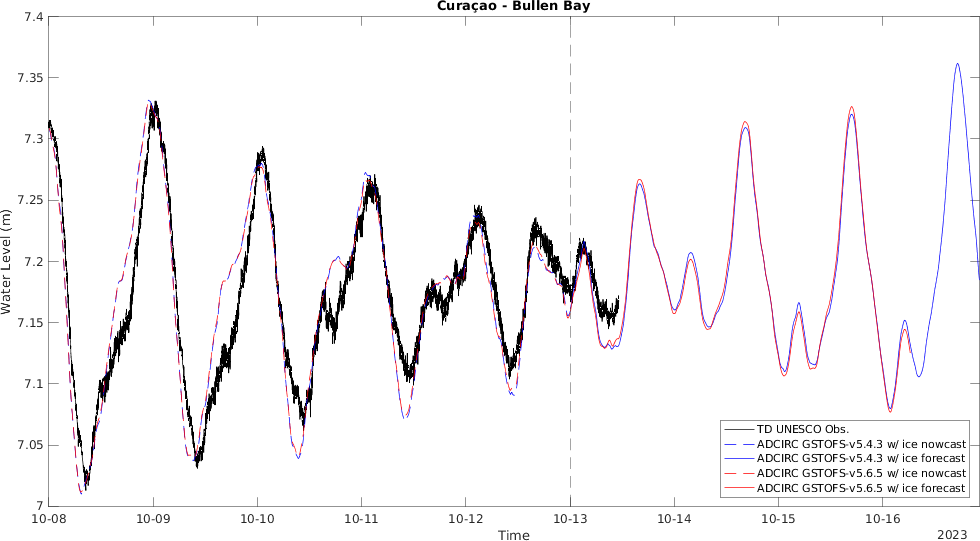 Curaçao - Bullen Bay
Water Level (m)
7.4
7.35
7.3
7.25
7.2
7.15
7.1
7.05
7
10-08
10-09
10-10
10-11
10-12
10-13
10-14
10-15
10-16
Time
2023
TD UNESCO Obs.
ADCIRC GSTOFS-v5.4.3 w/ ice nowcast
ADCIRC GSTOFS-v5.4.3 w/ ice forecast
ADCIRC GSTOFS-v5.6.5 w/ ice nowcast
ADCIRC GSTOFS-v5.6.5 w/ ice forecast